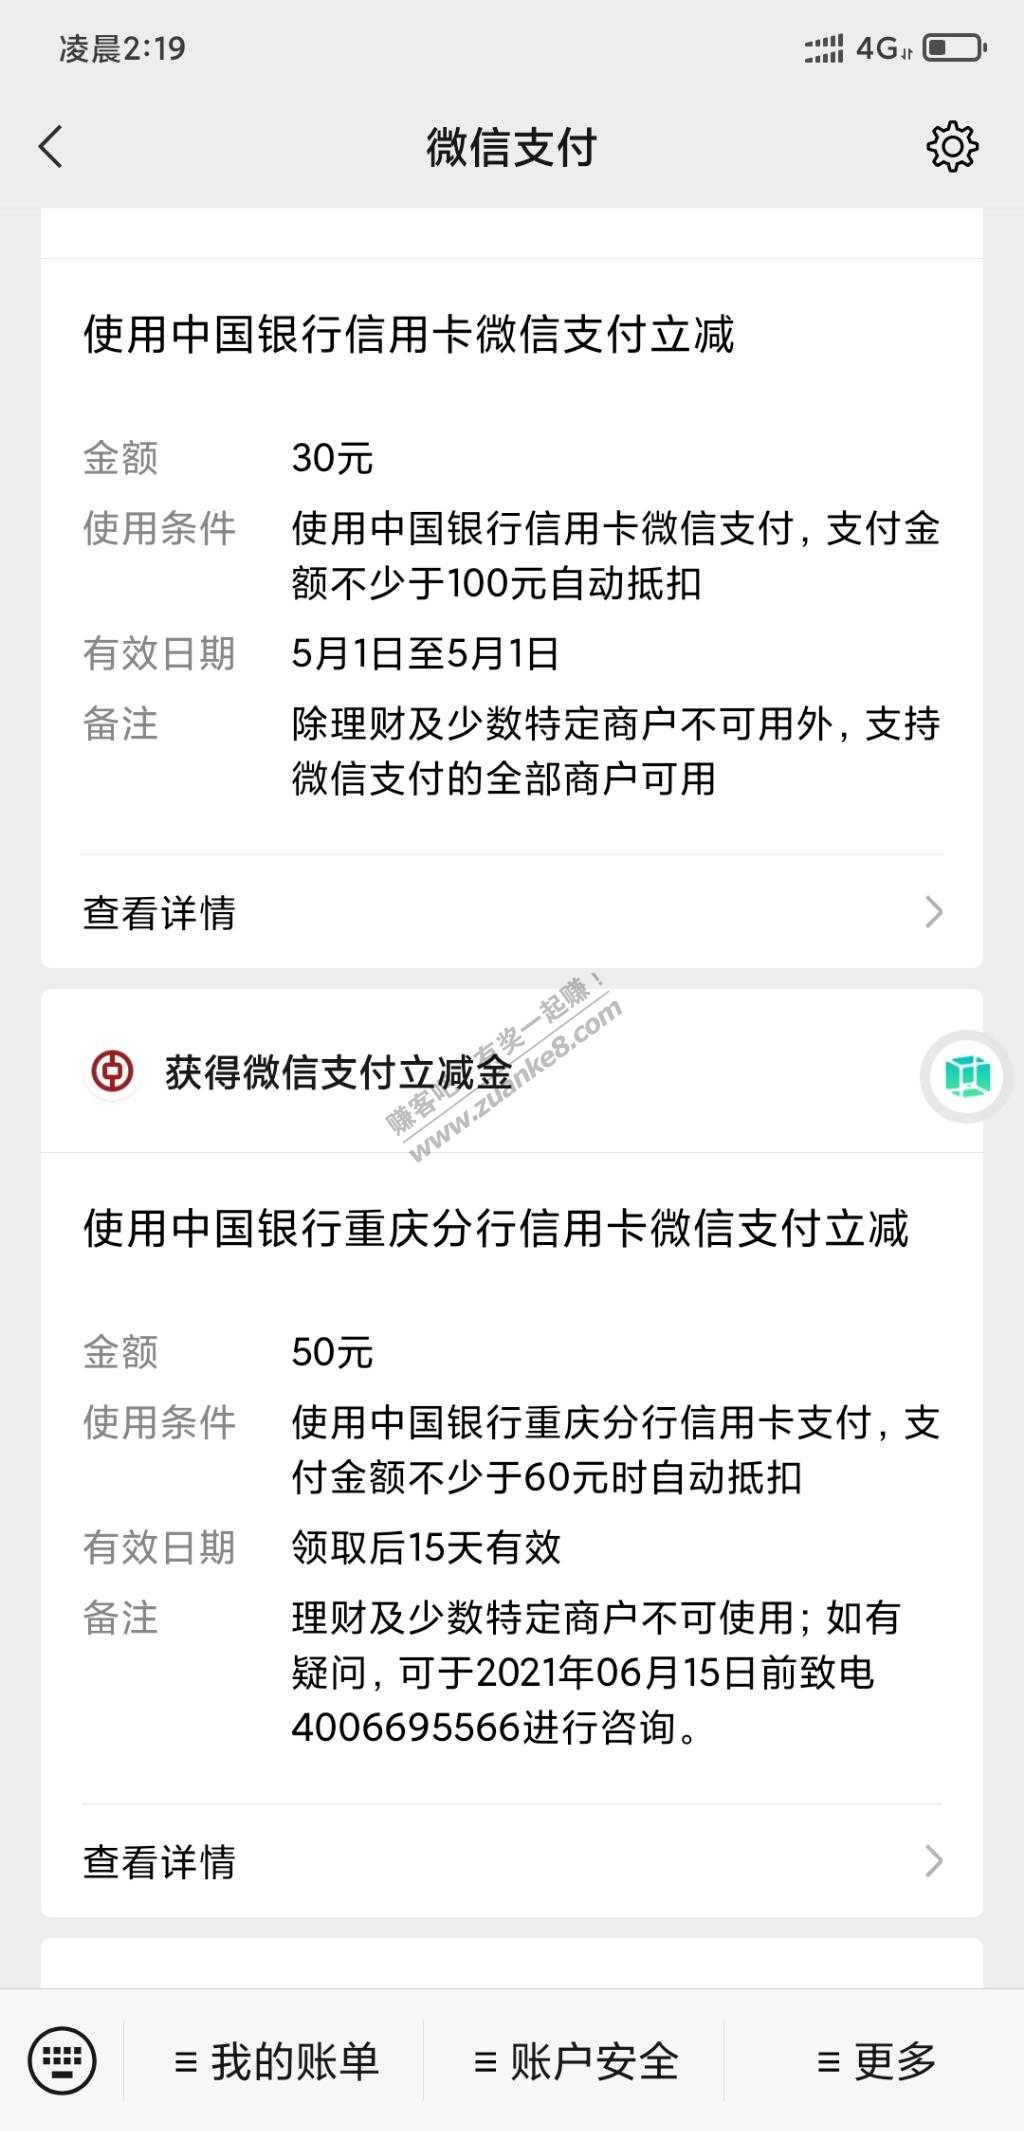 凌晨2:19
4G
微信支付
使用中国银行信用卡微信支付立减
金额 30元
使用条件 使用中国银行信用卡微信支付，支付金
额不少于100元自动抵扣
有效日期 5月1日至5月1日
备注 除理财及少数特定商户不可用外，支持
微信支付的全部商户可用
查看详情
获得微信支付立减金
赚客吧，有奖一起赚！
www.zuanke8.com
使用中国银行重庆分行信用卡微信支付立减
金额 50元
使用条件 使用中国银行重庆分行信用卡支付，支
付金额不少于60元时自动抵扣
有效日期 领取后15天有效
备注 理财及少数特定商户不可使用；如有
疑问，可于2021年06月15日前致电
4006695566进行咨询。
查看详情
我的账单 账户安全 更多